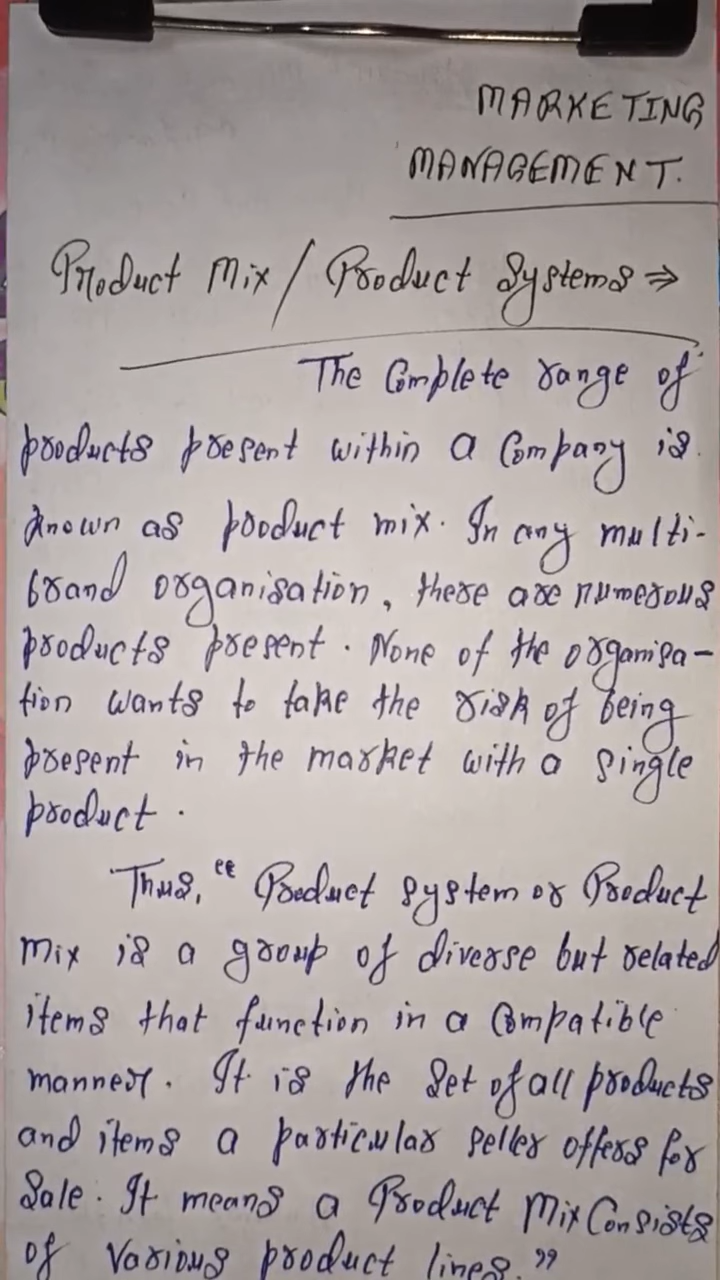 MARKETING
MANAGEMENT.
Product Mix / Product Systems ⇒
The Complete range of
products present within a Company is
known as product mix. In any multi-
brand organisation, there are numerous
products present. None of the organisa-
tion wants to take the risk of being
present in the market with a single
product.
Thus, "Product system or Product
Mix is a group of diverse but related
items that function in a Compatible
manner. It is the Set of all products
and items a particular seller offers for
Sale. It means a Product Mix Consists
of Various product lines."